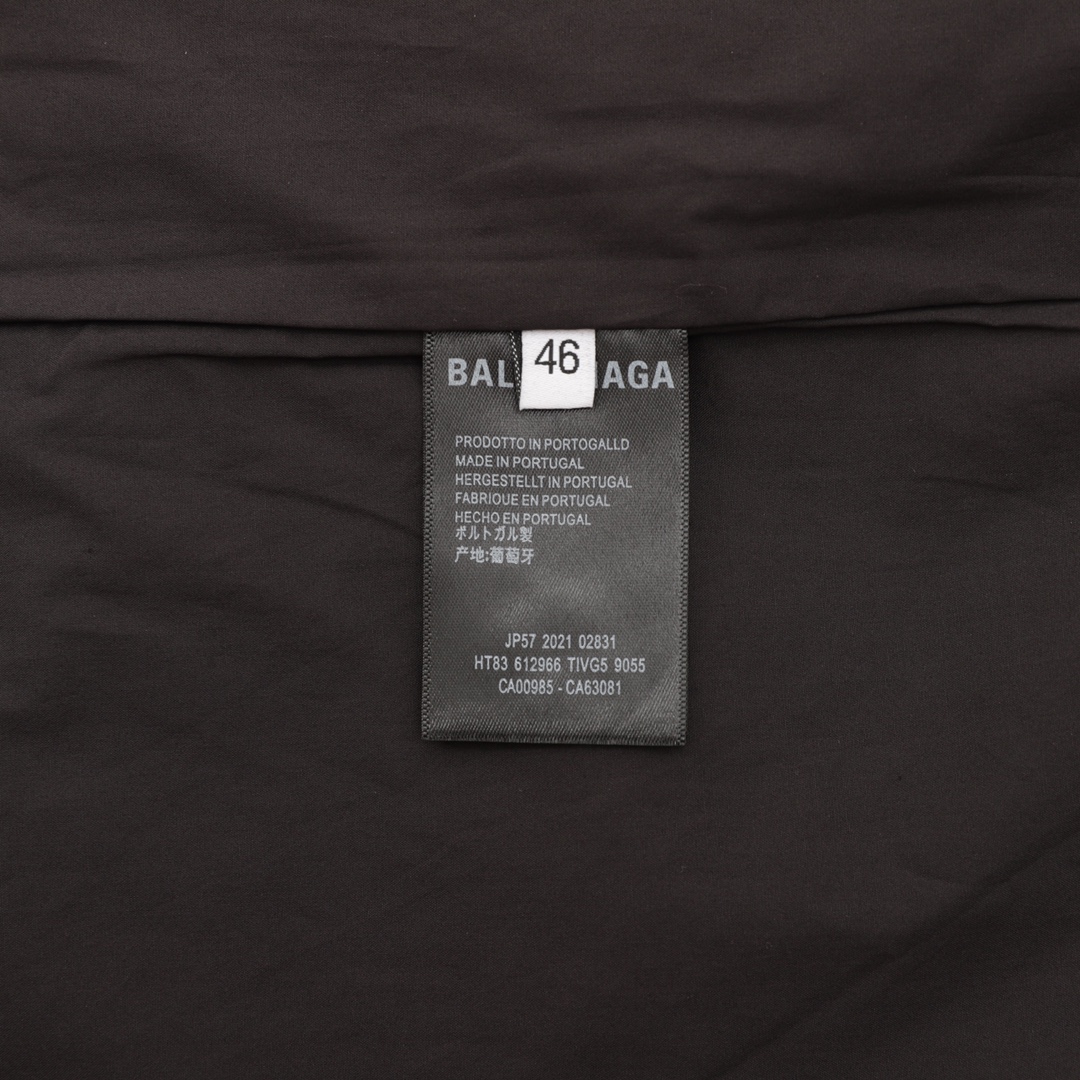 46
BAL AGA
PRODOTTO IN PORTOGALLD
MADE IN PORTUGAL
HERGESTELLT IN PORTUGAL
FABRIOUE EN PORTUGAL
HECHO EN PORTUGAL
ポルトガル製
产地:葡萄牙
JP57 2021 02831
HT83 612966 TIVG5 9055
CA00985 - CA63081